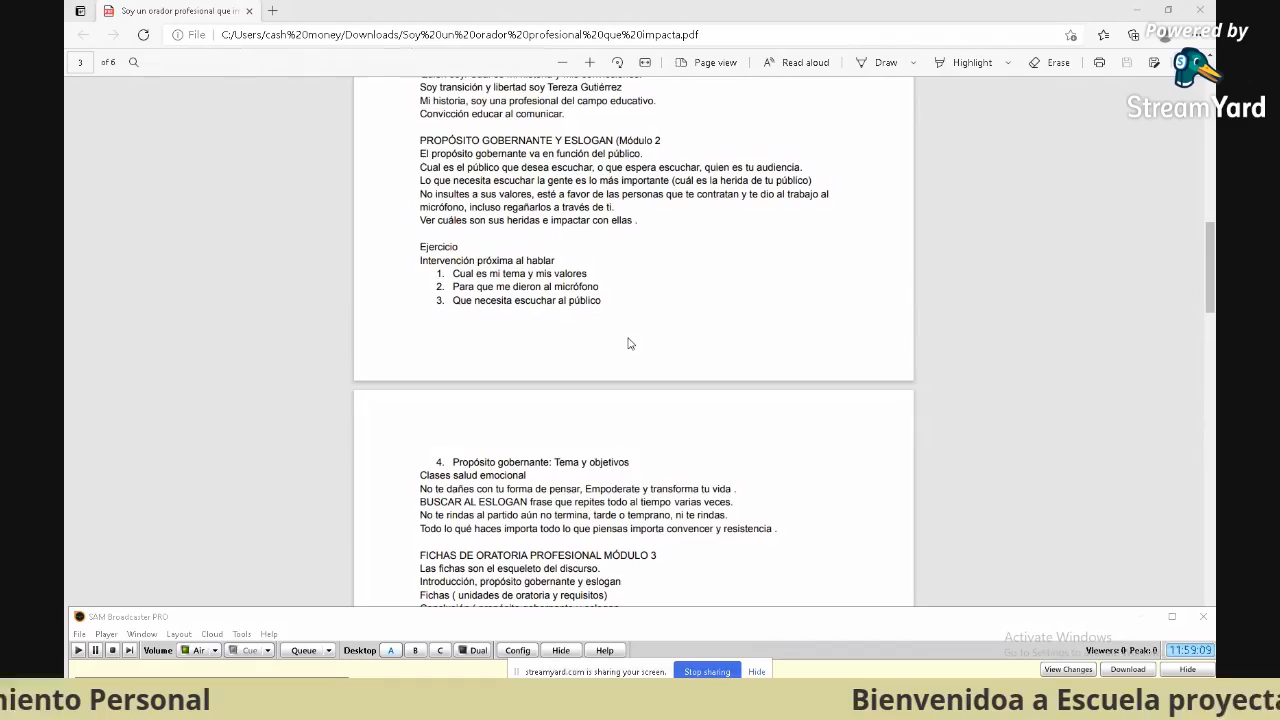 Soy un orador profesional que im
File
C:/Users/cash%20money/Downloads/Soy%20un%20orador%20profesional%20que%20impacta.pdf
Powered by
StreamYard
3 of 6
Page view
Read aloud
Draw
Highlight
Erase
Soy transición y libertad soy Tereza Gutiérrez
Mi historia, soy una profesional del campo educativo.
Convicción educar al comunicar.
PROPÓSITO GOBERNANTE Y ESLOGAN (Módulo 2
El propósito gobernante va en función del público.
Cual es el público que desea escuchar, o que espera escuchar, quien es tu audiencia.
Lo que necesita escuchar la gente es lo más importante (cuál es la herida de tu público)
No insultes a sus valores, esté a favor de las personas que te contratan y te dio al trabajo al
micrófono, incluso regañarlos a través de ti.
Ver cuáles son sus heridas e impactar con ellas .
Ejercicio
Intervención próxima al hablar
1. Cual es mi tema y mis valores
2. Para que me dieron al micrófono
3. Que necesita escuchar al público
4. Propósito gobernante: Tema y objetivos
Clases salud emocional
No te dañes con tu forma de pensar, Empoderate y transforma tu vida .
BUSCAR AL ESLOGAN frase que repites todo al tiempo varias veces.
No te rindas al partido aún no termina, tarde o temprano, ni te rindas.
Todo lo qué haces importa todo lo que piensas importa convencer y resistencia .
FICHAS DE ORATORIA PROFESIONAL MÓDULO 3
Las fichas son el esqueleto del discurso.
Introducción, propósito gobernante y eslogan
Fichas ( unidades de oratoria y requisitos)
SAM Broadcaster PRO
File Player Window Layout Cloud Tools Help
Volume Air Cue Queue Desktop A B C Dual Config Hide Help
Activate Windows
Go to Settings to
Viewers: 0 Peak: 0
11:59:09
streamyard.com is sharing your screen.
Stop sharing
Hide
View Changes
Download
Hide
miento Personal
Bienvenidoa a Escuela proyecta